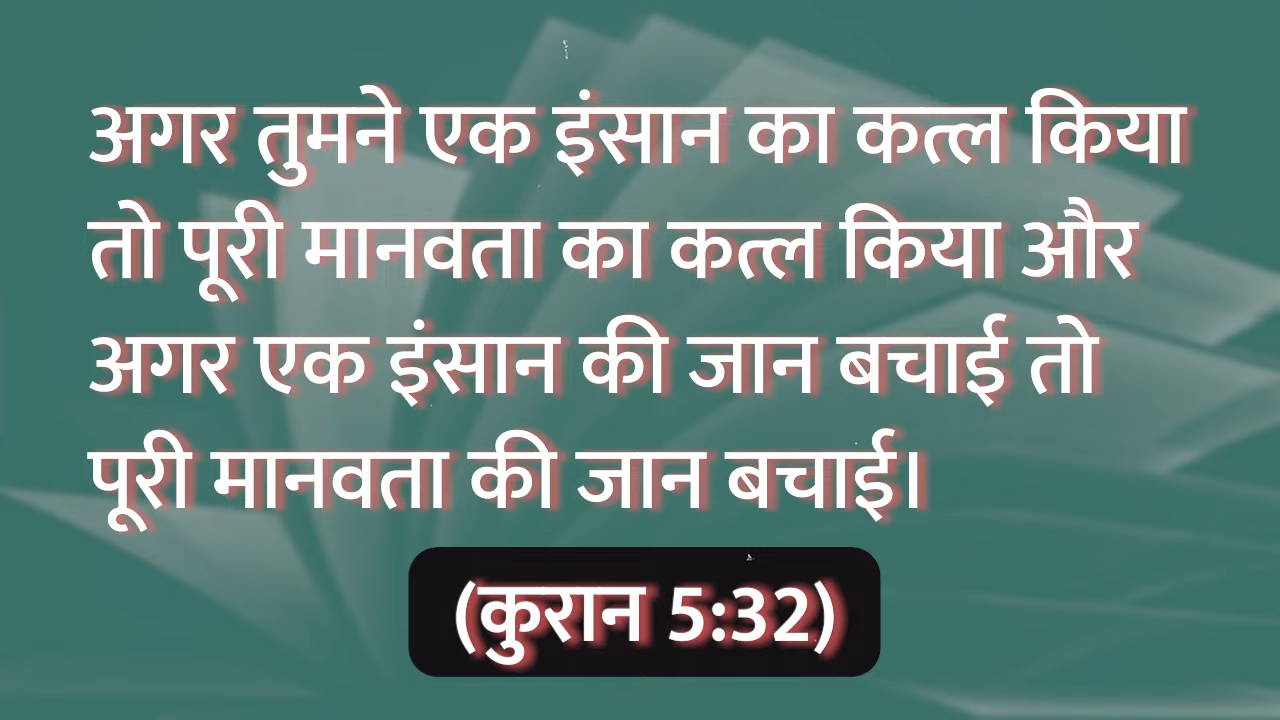 अगर तुमने एक इंसान का कत्ल किया
तो पूरी मानवता का कत्ल किया और
अगर एक इंसान की जान बचाई तो
पूरी मानवता की जान बचाई।
(कुरान 5:32)